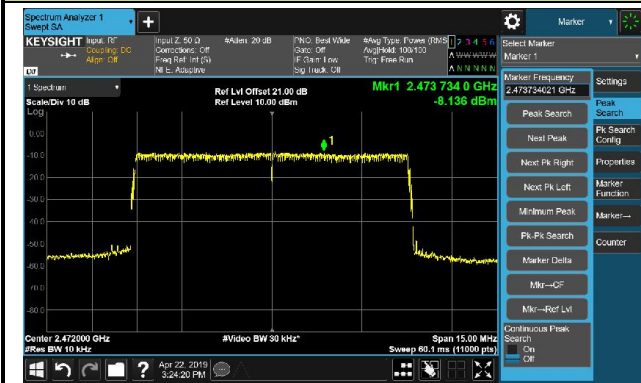 Spectrum Analyzer 1
Swept SA
Marker
KEYSIGHT
Input: RF
Coupling: DC
Align: Off
Input Z: 50 Ω
Corrections: Off
Freq Ref: Int (S)
NFE: Adaptive
#Atten: 20 dB
PNO: Best Wide
Gate: Off
IF Gain: Low
Sig Track: Off
#Avg Type: Power (RMS)
Avg|Hold: 100/100
Trig: Free Run
1 2 3 4 5 6
A W W W W W
A N N N N N
LXI
Select Marker
Marker 1
1 Spectrum
Scale/Div 10 dB
Log
Ref Lvl Offset 21.00 dB
Ref Level 10.00 dBm
Mkr1 2.473 734 0 GHz
-8.136 dBm
1
0.00
-10.0
-20.0
-30.0
-40.0
-50.0
-60.0
-70.0
-80.0
Marker Frequency
2.473734021 GHz
Peak Search
Next Peak
Next Pk Right
Next Pk Left
Minimum Peak
Pk-Pk Search
Marker Delta
Mkr→CF
Mkr→Ref Lvl
Continuous Peak
Search
On
Off
Settings
Peak
Search
Pk Search
Config
Properties
Marker
Function
Marker→
Counter
Center 2.472000 GHz
#Res BW 10 kHz
#Video BW 30 kHz*
Span 15.00 MHz
Sweep 60.1 ms (11000 pts)
?
Apr 22, 2019
3:24:20 PM